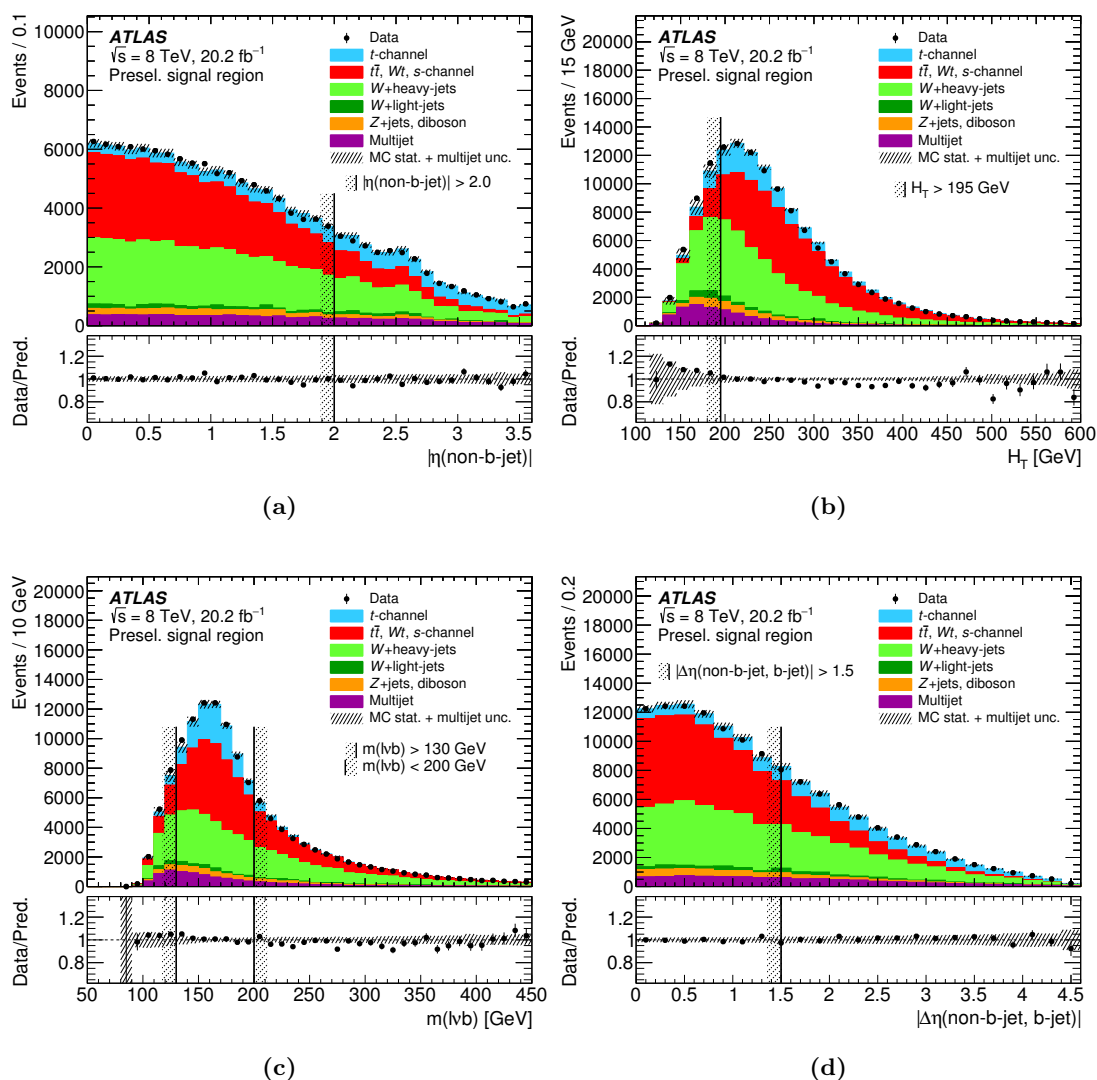 Events / 0.1
10000
8000
6000
4000
2000
0
ATLAS
√s = 8 TeV, 20.2 fb⁻¹
Presel. signal region
Data
t-channel
tt̄, Wt, s-channel
W+heavy-jets
W+light-jets
Z+jets, diboson
Multijet
MC stat. + multijet unc.
|η(non-b-jet)| > 2.0
Data/Pred.
1.2
1
0.8
0 0.5 1 1.5 2 2.5 3 3.5
|η(non-b-jet)|
(a)
Events / 15 GeV
20000
18000
16000
14000
12000
10000
8000
6000
4000
2000
0
ATLAS
√s = 8 TeV, 20.2 fb⁻¹
Presel. signal region
Data
t-channel
tt̄, Wt, s-channel
W+heavy-jets
W+light-jets
Z+jets, diboson
Multijet
MC stat. + multijet unc.
H_T > 195 GeV
Data/Pred.
1.2
1
0.8
100 150 200 250 300 350 400 450 500 550 600
H_T [GeV]
(b)
Events / 10 GeV
20000
18000
16000
14000
12000
10000
8000
6000
4000
2000
0
ATLAS
√s = 8 TeV, 20.2 fb⁻¹
Presel. signal region
Data
t-channel
tt̄, Wt, s-channel
W+heavy-jets
W+light-jets
Z+jets, diboson
Multijet
MC stat. + multijet unc.
m(lνb) > 130 GeV
m(lνb) < 200 GeV
Data/Pred.
1.2
1
0.8
50 100 150 200 250 300 350 400 450
m(lνb) [GeV]
(c)
Events / 0.2
20000
18000
16000
14000
12000
10000
8000
6000
4000
2000
0
ATLAS
√s = 8 TeV, 20.2 fb⁻¹
Presel. signal region
|Δη(non-b-jet, b-jet)| > 1.5
Data
t-channel
tt̄, Wt, s-channel
W+heavy-jets
W+light-jets
Z+jets, diboson
Multijet
MC stat. + multijet unc.
Data/Pred.
1.2
1
0.8
0 0.5 1 1.5 2 2.5 3 3.5 4 4.5
|Δη(non-b-jet, b-jet)|
(d)